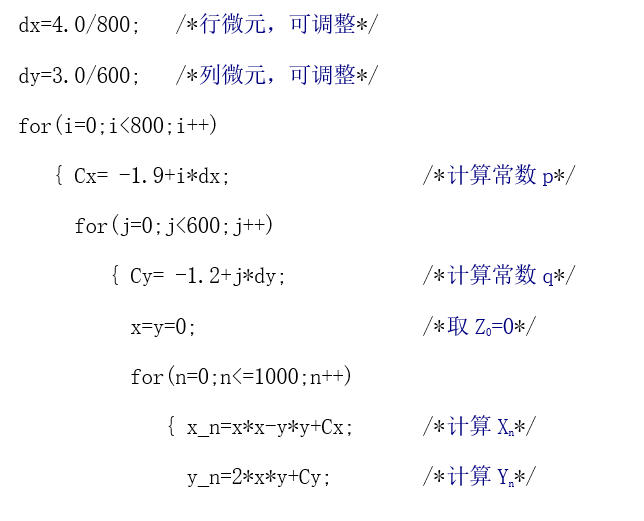 dx=4.0/800; /*行微元，可调整*/
dy=3.0/600; /*列微元，可调整*/
for(i=0;i<800;i++)
{ Cx= -1.9+i*dx; /*计算常数 p*/
for(j=0;j<600;j++)
{ Cy= -1.2+j*dy; /*计算常数 q*/
x=y=0; /*取 Z₀=0*/
for(n=0;n<=1000;n++)
{ x_n=x*x-y*y+Cx; /*计算 Xₙ*/
y_n=2*x*y+Cy; /*计算 Yₙ*/